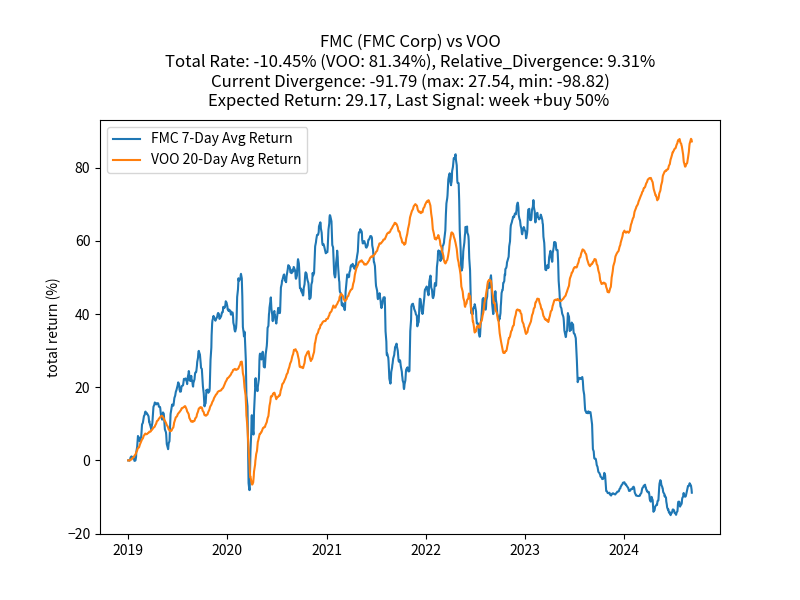 FMC (FMC Corp) vs VOO
Total Rate: -10.45% (VOO: 81.34%), Relative_Divergence: 9.31%
Current Divergence: -91.79 (max: 27.54, min: -98.82)
Expected Return: 29.17, Last Signal: week +buy 50%
FMC 7-Day Avg Return
VOO 20-Day Avg Return
total return (%)
80
60
40
20
0
−20
2019 2020 2021 2022 2023 2024